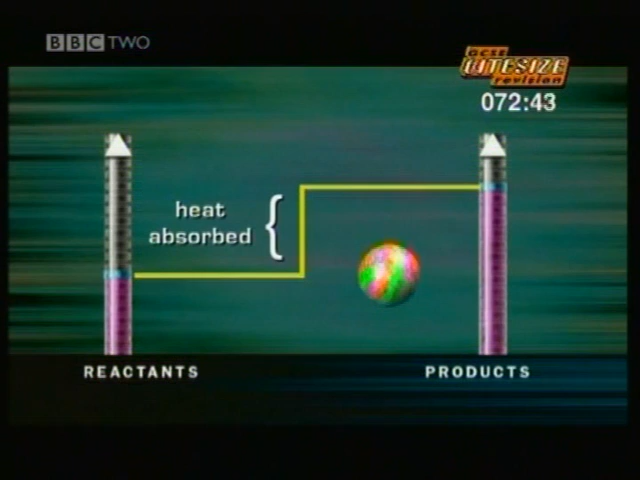 BBC TWO
GCSE
BITESIZE
revision
072:43
heat
absorbed
REACTANTS
PRODUCTS